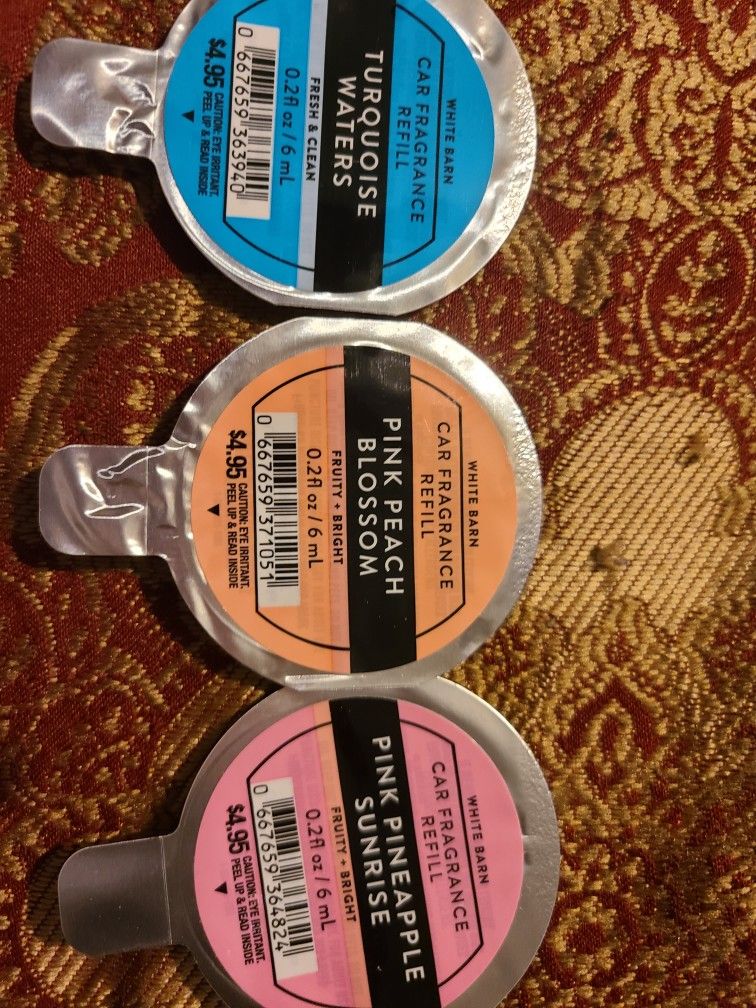 WHITE BARN
CAR FRAGRANCE
REFILL
TURQUOISE
WATERS
FRESH & CLEAN
0.2fl oz / 6 mL
0 667659 363940
$4.95 CAUTION: EYE IRRITANT.
PEEL UP & READ INSIDE
WHITE BARN
CAR FRAGRANCE
REFILL
PINK PEACH
BLOSSOM
FRUITY + BRIGHT
0.2fl oz / 6 mL
0 667659 371051
$4.95 CAUTION: EYE IRRITANT.
PEEL UP & READ INSIDE
WHITE BARN
CAR FRAGRANCE
REFILL
PINK PINEAPPLE
SUNRISE
FRUITY + BRIGHT
0.2fl oz / 6 mL
0 667659 364824
$4.95 CAUTION: EYE IRRITANT.
PEEL UP & READ INSIDE